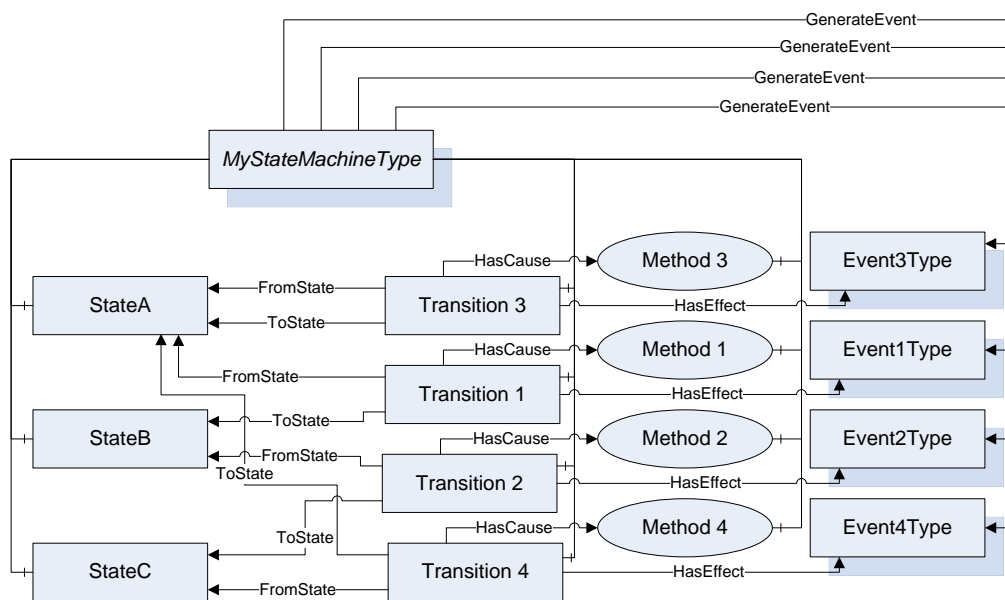 GenerateEvent
GenerateEvent
GenerateEvent
GenerateEvent
MyStateMachineType
HasCause
Method 3
Event3Type
StateA
FromState
Transition 3
HasEffect
ToState
HasCause
Method 1
Event1Type
FromState
Transition 1
HasEffect
StateB
ToState
HasCause
Method 2
Event2Type
FromState
ToState
Transition 2
HasEffect
HasCause
Method 4
Event4Type
ToState
StateC
Transition 4
HasEffect
FromState